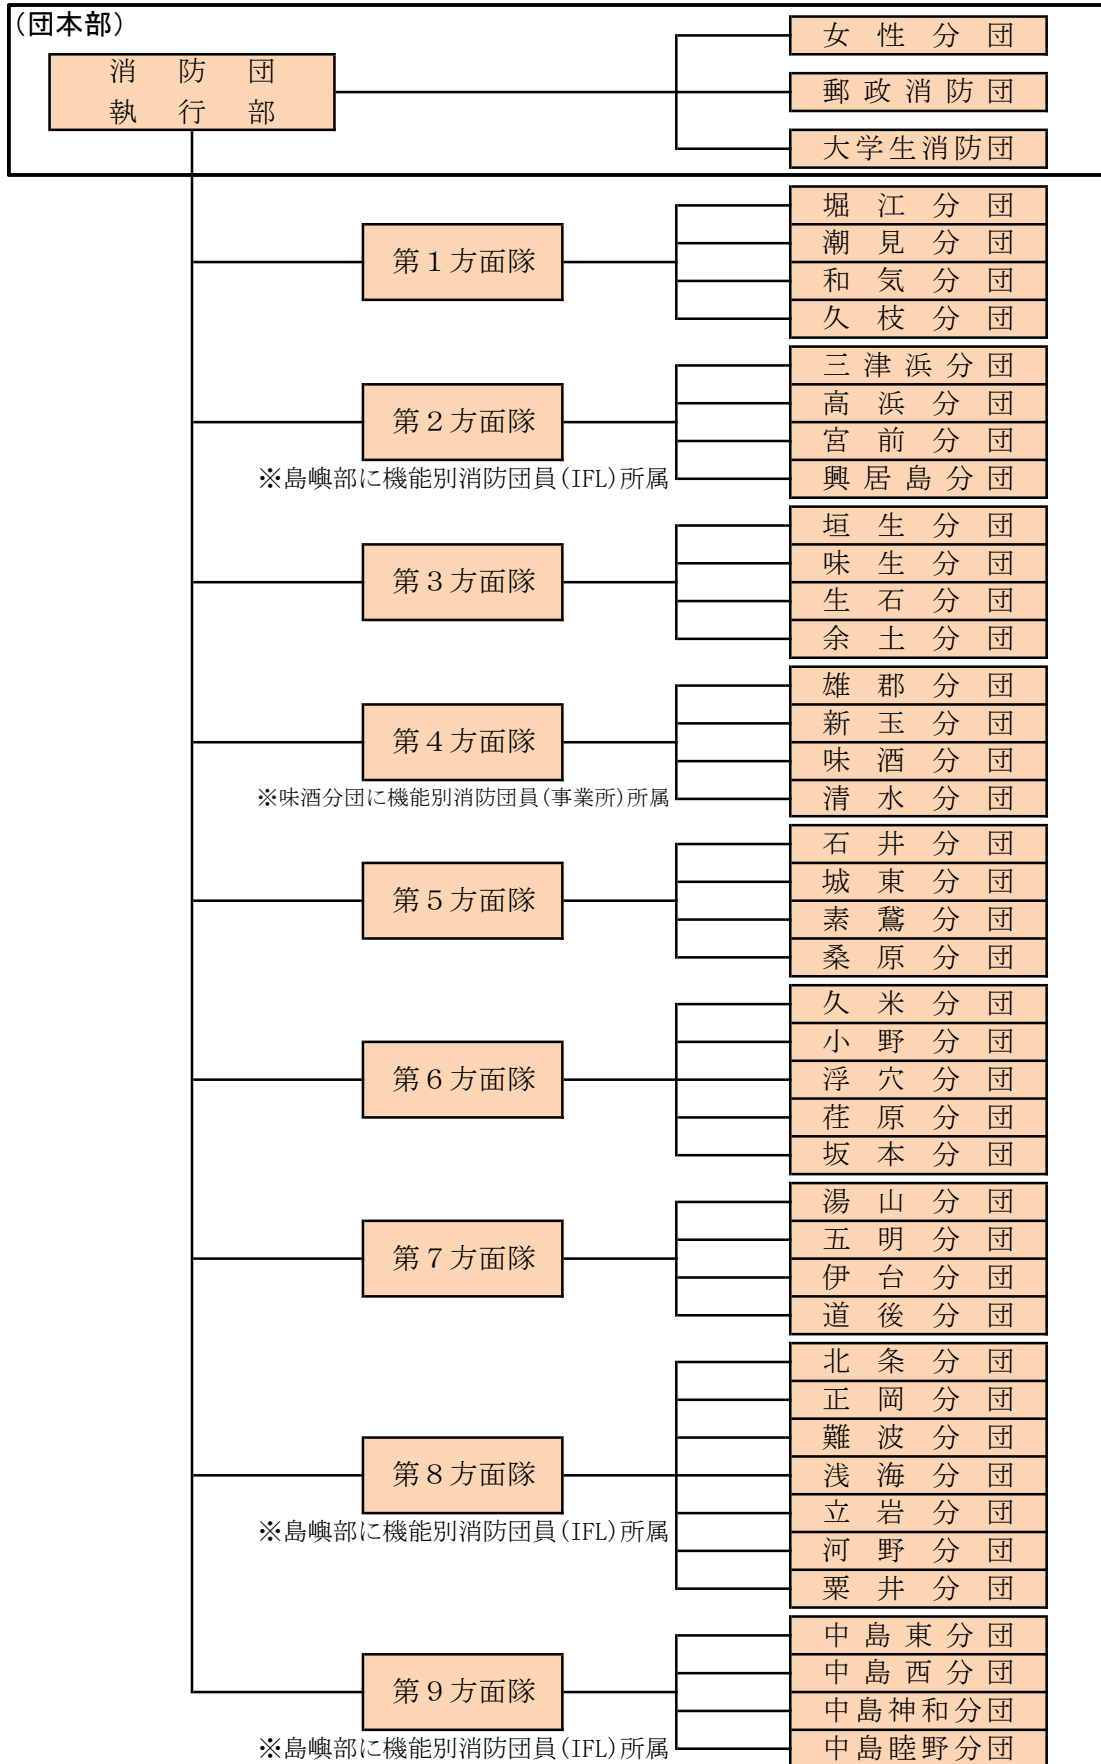 (団本部)
消防団
執行部
女性分団
郵政消防団
大学生消防団
第1方面隊
堀江分団
潮見分団
和気分団
久枝分団
第2方面隊
※島嶼部に機能別消防団員(IFL)所属
三津浜分団
高浜分団
宮前分団
興居島分団
第3方面隊
垣生分団
味生分団
生石分団
余土分団
第4方面隊
※味酒分団に機能別消防団員(事業所)所属
雄郡分団
新玉分団
味酒分団
清水分団
第5方面隊
石井分団
城東分団
素鵞分団
桑原分団
第6方面隊
久米分団
小野分団
浮穴分団
荏原分団
坂本分団
第7方面隊
湯山分団
五明分団
伊台分団
道後分団
第8方面隊
※島嶼部に機能別消防団員(IFL)所属
北条分団
正岡分団
難波分団
浅海分団
立岩分団
河野分団
粟井分団
第9方面隊
※島嶼部に機能別消防団員(IFL)所属
中島東分団
中島西分団
中島神和分団
中島睦野分団